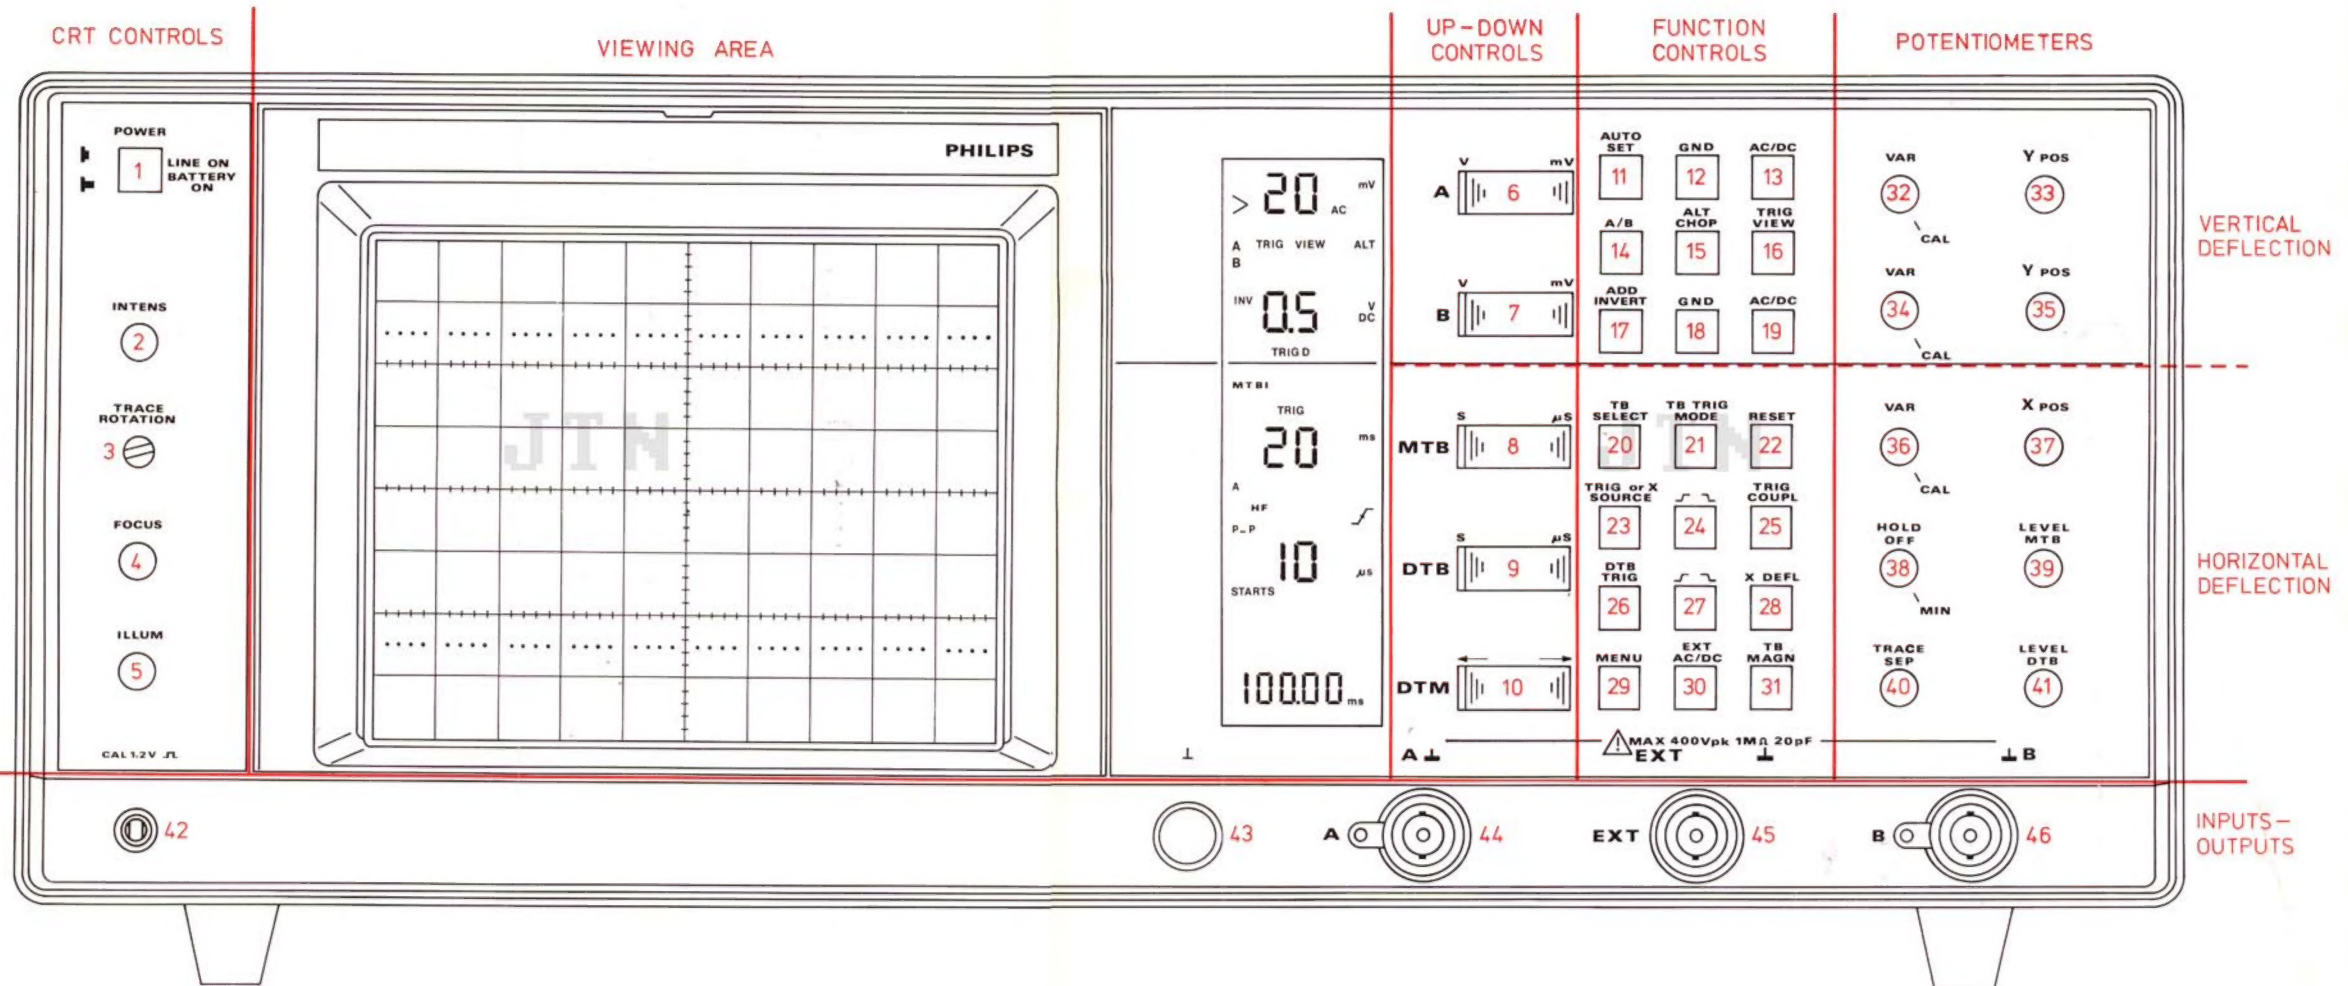 CRT CONTROLS
VIEWING AREA
UP-DOWN
CONTROLS
FUNCTION
CONTROLS
POTENTIOMETERS
POWER
1
LINE ON
BATTERY
ON
INTENS
2
TRACE
ROTATION
3
FOCUS
4
ILLUM
5
CAL 1.2V
PHILIPS
JTN
> 20 mV
AC
A TRIG VIEW ALT
B
INV 0.5 V
DC
TRIG D
MTBI
TRIG
20 ms
A
HF
P-P
10 µs
STARTS
100.00 ms
⊥
V mV
A 6
V mV
B 7
S µS
MTB 8
S µS
DTB 9
← →
DTM 10
AUTO
SET
11
GND
12
AC/DC
13
A/B
14
ALT
CHOP
15
TRIG
VIEW
16
ADD
INVERT
17
GND
18
AC/DC
19
TB
SELECT
20
TB TRIG
MODE
21
RESET
22
JTN
TRIG or X
SOURCE
23
24
TRIG
COUPL
25
DTB
TRIG
26
27
X DEFL
28
MENU
29
EXT
AC/DC
30
TB
MAGN
31
VAR
32
CAL
Y POS
33
VAR
34
CAL
Y POS
35
VAR
36
CAL
X POS
37
HOLD
OFF
38
MIN
LEVEL
MTB
39
TRACE
SEP
40
LEVEL
DTB
41
VERTICAL
DEFLECTION
HORIZONTAL
DEFLECTION
A ⊥
MAX 400Vpk 1MΩ 20pF
EXT ⊥
⊥ B
42
43
A 44
EXT 45
B 46
INPUTS-
OUTPUTS